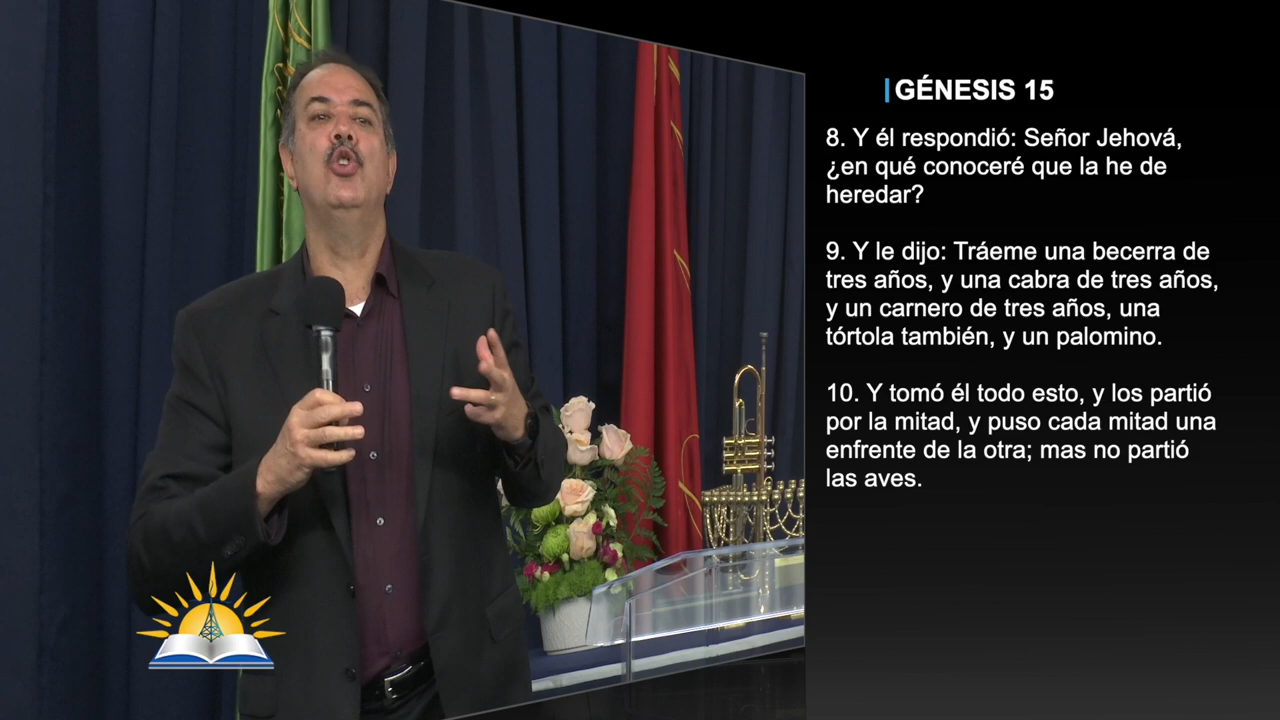 GÉNESIS 15
8. Y él respondió: Señor Jehová,
¿en qué conoceré que la he de
heredar?
9. Y le dijo: Tráeme una becerra de
tres años, y una cabra de tres años,
y un carnero de tres años, una
tórtola también, y un palomino.
10. Y tomó él todo esto, y los partió
por la mitad, y puso cada mitad una
enfrente de la otra; mas no partió
las aves.